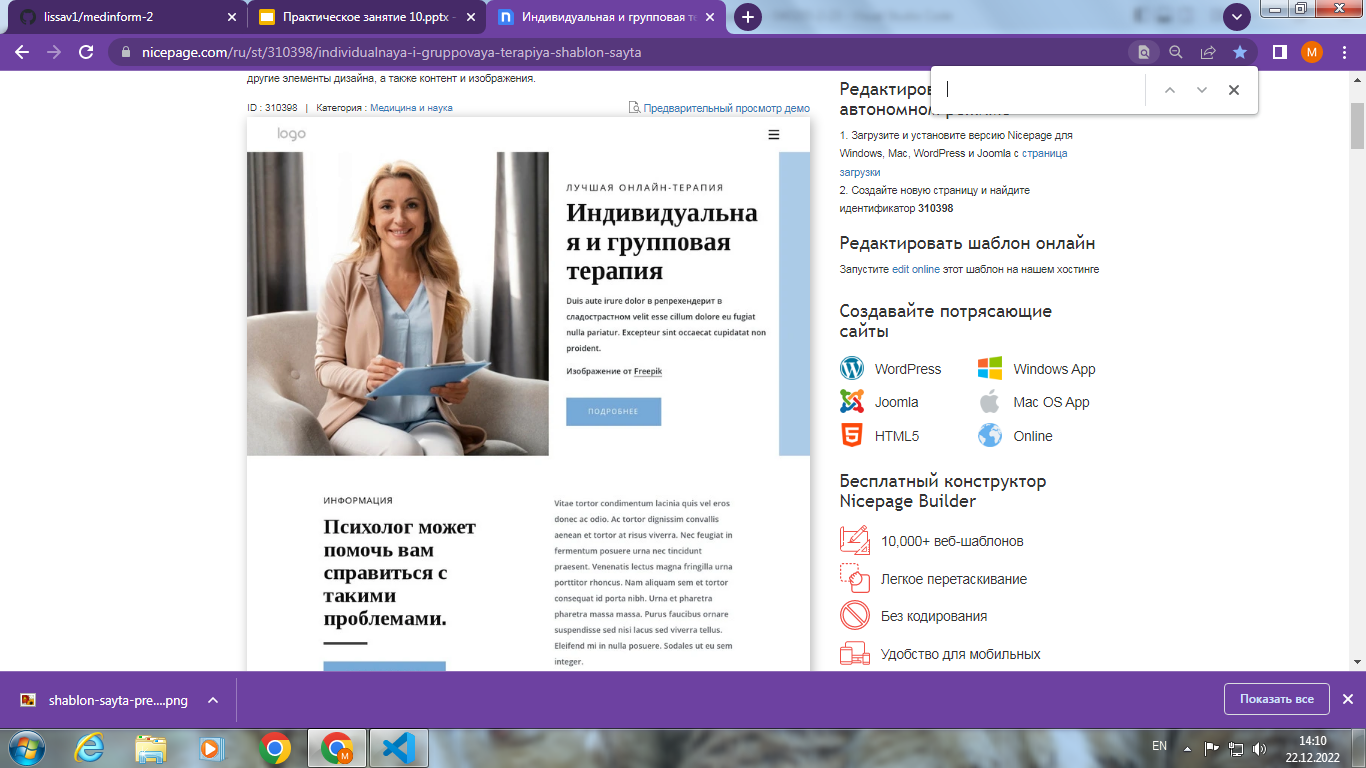 lissav1/medinform-2
Практическое занятие 10.pptx -
Индивидуальная и групповая те
nicepage.com/ru/st/310398/individualnaya-i-gruppovaya-terapiya-shablon-sayta
M
другие элементы дизайна, а также контент и изображения.
ID : 310398 | Категория : Медицина и наука
Предварительный просмотр демо
logo
ЛУЧШАЯ ОНЛАЙН-ТЕРАПИЯ
Индивидуальна
я и групповая
терапия
Duis aute irure dolor в репрехендерит в
сладострастном velit esse cillum dolore eu fugiat
nulla pariatur. Excepteur sint occaecat cupidatat non
proident.
Изображение от Freepik
ПОДРОБНЕЕ
ИНФОРМАЦИЯ
Психолог может
помочь вам
справиться с
такими
проблемами.
Vitae tortor condimentum lacinia quis vel eros
donec ac odio. Ac tortor dignissim convallis
aenean et tortor at risus viverra. Nec feugiat in
fermentum posuere urna nec tincidunt
praesent. Venenatis lectus magna fringilla urna
porttitor rhoncus. Nam aliquam sem et tortor
consequat id porta nibh. Urna et pharetra
pharetra massa massa. Purus faucibus ornare
suspendisse sed nisi lacus sed viverra tellus.
Eleifend mi in nulla posuere. Sodales ut eu sem
integer.
Редактиров
автономном режиме
1. Загрузите и установите версию Nicepage для
Windows, Mac, WordPress и Joomla с страница
загрузки
2. Создайте новую страницу и найдите
идентификатор 310398
Редактировать шаблон онлайн
Запустите edit online этот шаблон на нашем хостинге
Создавайте потрясающие
сайты
WordPress
Windows App
Joomla
Mac OS App
HTML5
Online
Бесплатный конструктор
Nicepage Builder
10,000+ веб-шаблонов
Легкое перетаскивание
Без кодирования
Удобство для мобильных
shablon-sayta-pre....png
Показать все
M
EN
14:10
22.12.2022